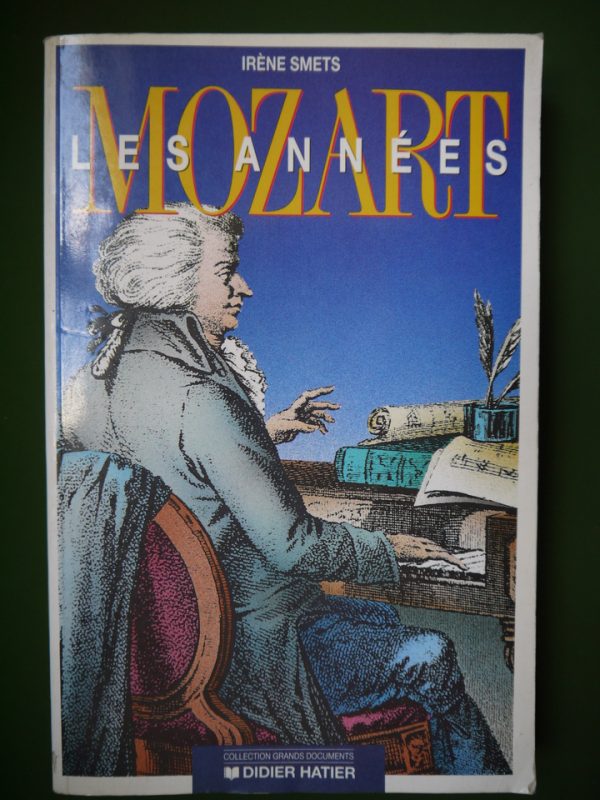 IRÈNE SMETS
MOZART
LES ANNÉES
COLLECTION GRANDS DOCUMENTS
DIDIER HATIER